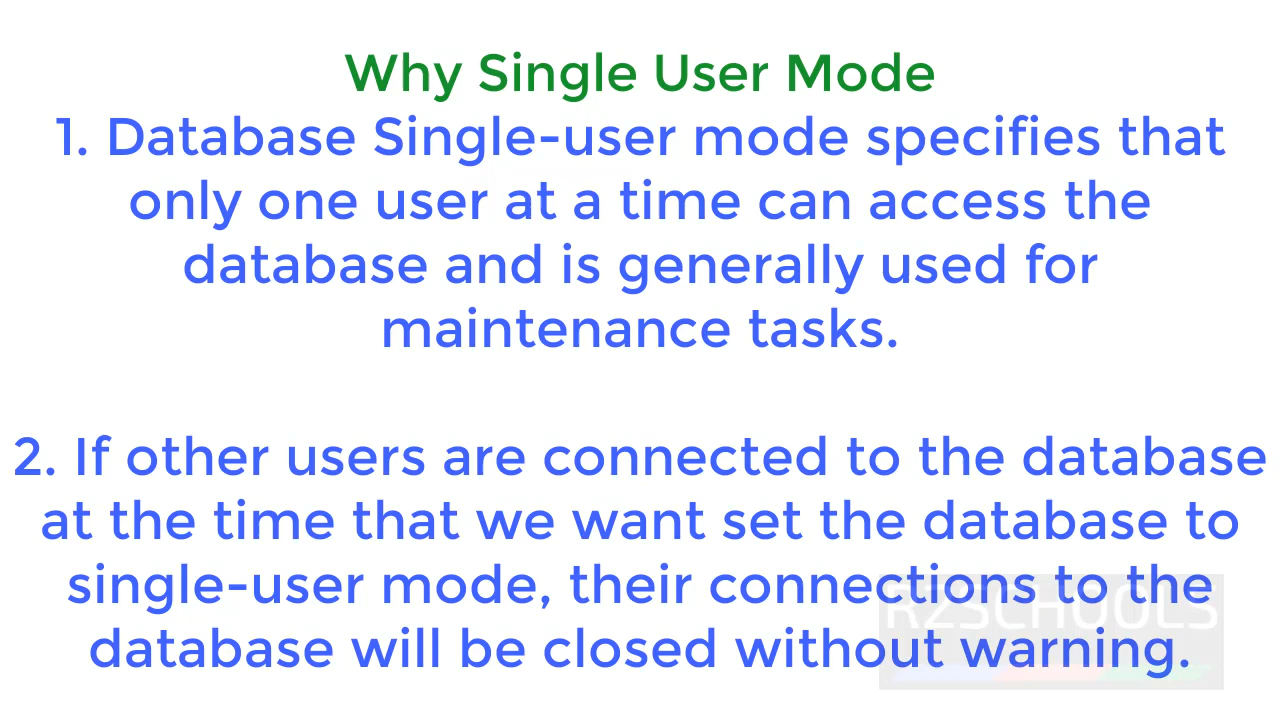 Why Single User Mode
1. Database Single-user mode specifies that
only one user at a time can access the
database and is generally used for
maintenance tasks.
2. If other users are connected to the database
at the time that we want set the database to
single-user mode, their connections to the
database will be closed without warning.
RZSCHOOLS